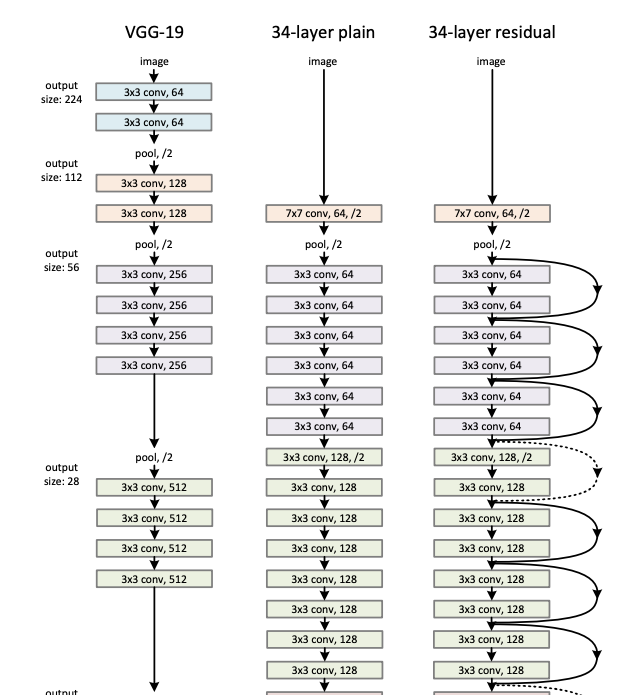 VGG-19 34-layer plain 34-layer residual
image image image
output
size: 224
3x3 conv, 64
3x3 conv, 64
pool, /2
output
size: 112
3x3 conv, 128
3x3 conv, 128 7x7 conv, 64, /2 7x7 conv, 64, /2
pool, /2 pool, /2 pool, /2
output
size: 56
3x3 conv, 256 3x3 conv, 64 3x3 conv, 64
3x3 conv, 256 3x3 conv, 64 3x3 conv, 64
3x3 conv, 256 3x3 conv, 64 3x3 conv, 64
3x3 conv, 256 3x3 conv, 64 3x3 conv, 64
3x3 conv, 64 3x3 conv, 64
3x3 conv, 64 3x3 conv, 64
pool, /2 3x3 conv, 128, /2 3x3 conv, 128, /2
output
size: 28
3x3 conv, 512 3x3 conv, 128 3x3 conv, 128
3x3 conv, 512 3x3 conv, 128 3x3 conv, 128
3x3 conv, 512 3x3 conv, 128 3x3 conv, 128
3x3 conv, 512 3x3 conv, 128 3x3 conv, 128
3x3 conv, 128 3x3 conv, 128
3x3 conv, 128 3x3 conv, 128
3x3 conv, 128 3x3 conv, 128
output